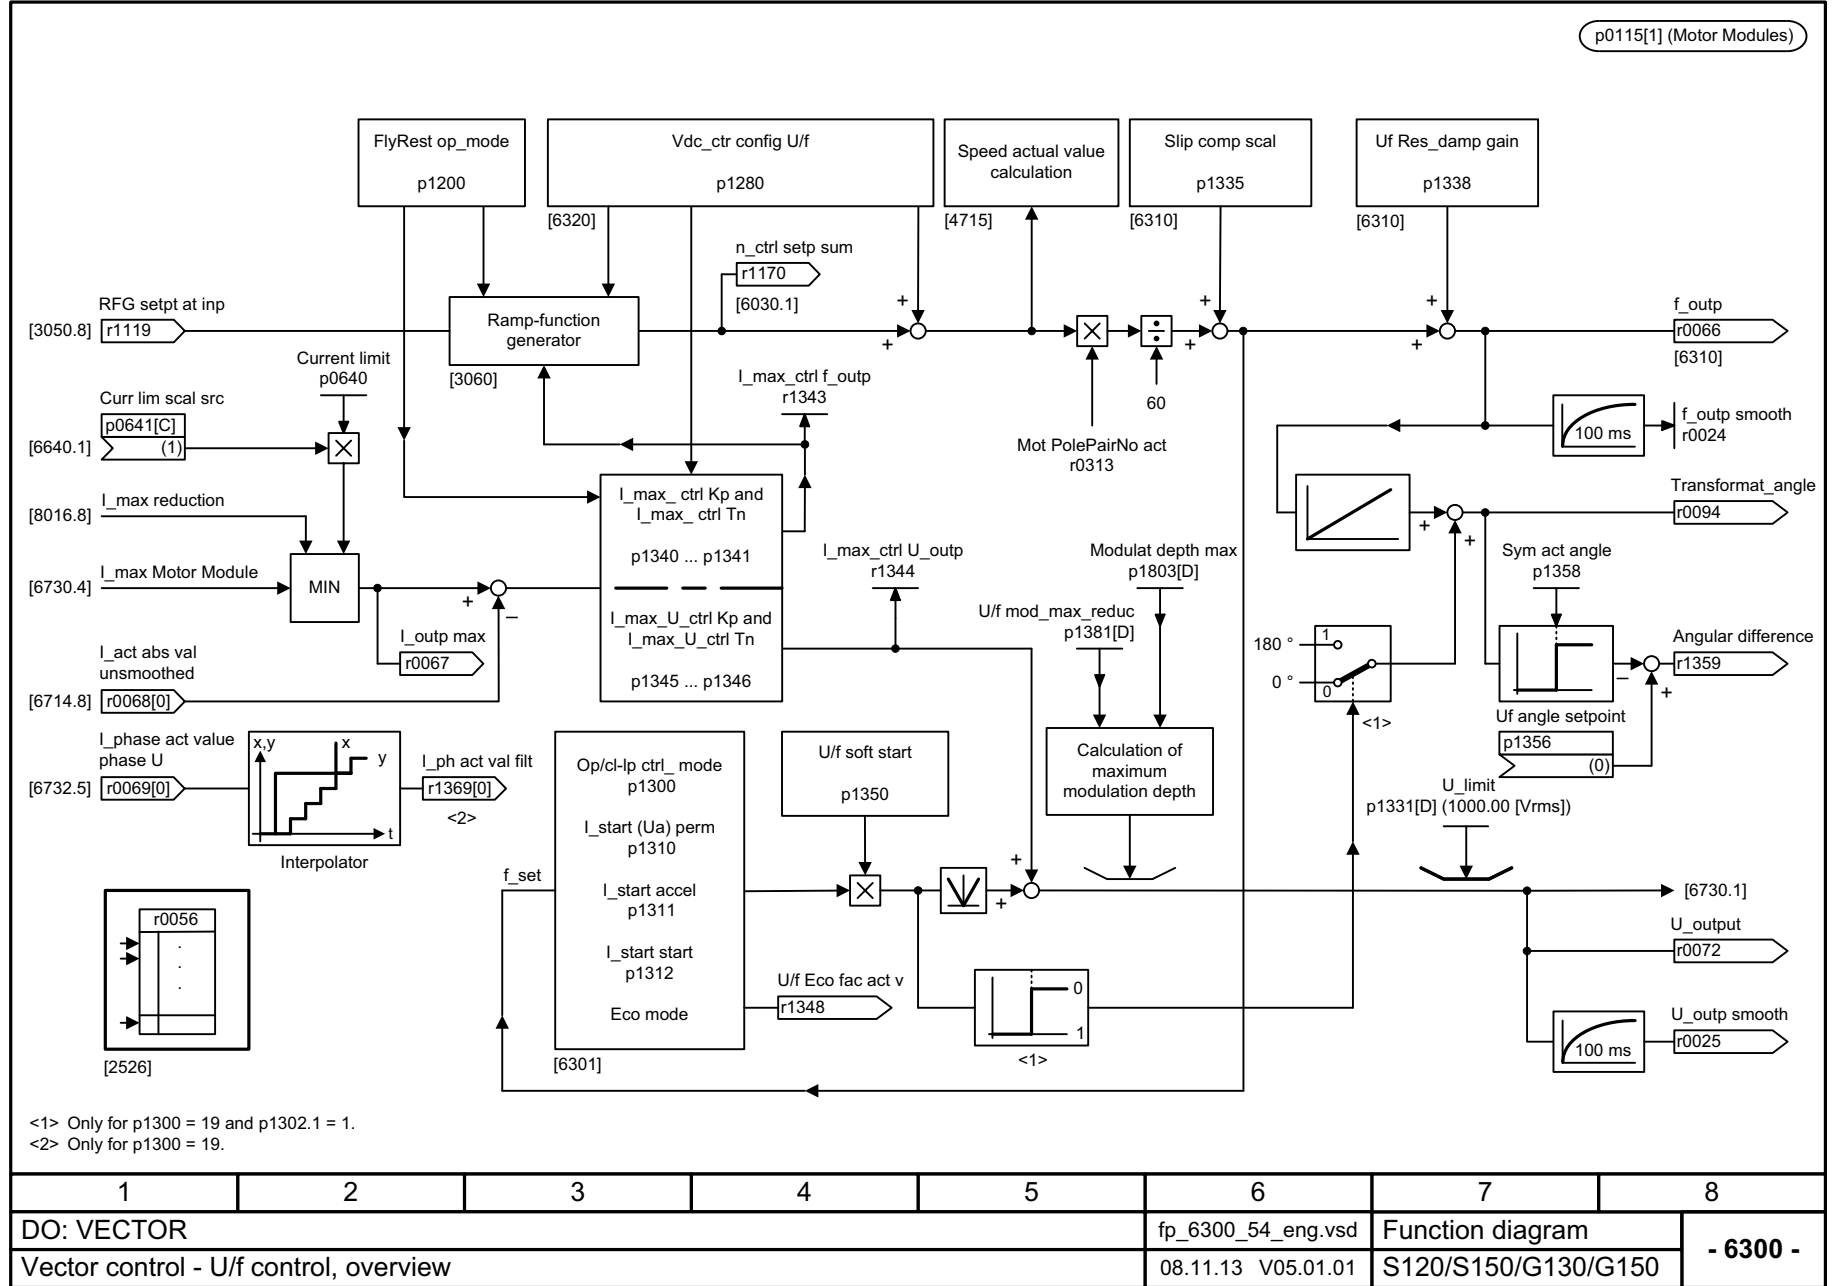 p0115[1] (Motor Modules)
FlyRest op_mode
p1200
Vdc_ctr config U/f
p1280
[6320]
Speed actual value
calculation
[4715]
Slip comp scal
p1335
[6310]
Uf Res_damp gain
p1338
[6310]
n_ctrl setp sum
r1170
[6030.1]
RFG setpt at inp
[3050.8]
r1119
Ramp-function
generator
[3060]
+
+
+
+
+
+
f_outp
r0066
[6310]
Current limit
p0640
I_max_ctrl f_outp
r1343
60
Mot PolePairNo act
r0313
Curr lim scal src
p0641[C]
[6640.1]
(1)
100 ms
f_outp smooth
r0024
I_max reduction
[8016.8]
I_max_ ctrl Kp and
I_max_ ctrl Tn
p1340 ... p1341
Transformat_angle
r0094
+
+
I_max Motor Module
[6730.4]
MIN
+
–
I_outp max
r0067
I_max_U_ctrl Kp and
I_max_U_ctrl Tn
p1345 ... p1346
I_max_ctrl U_outp
r1344
Modulat depth max
p1803[D]
U/f mod_max_reduc
p1381[D]
Sym act angle
p1358
180 °
1
0 °
0
<1>
Angular difference
r1359
–
+
I_act abs val
unsmoothed
[6714.8]
r0068[0]
Uf angle setpoint
p1356
(0)
I_phase act value
phase U
[6732.5]
r0069[0]
x,y
x
y
t
Interpolator
I_ph act val filt
r1369[0]
<2>
Op/cl-lp ctrl_ mode
p1300
I_start (Ua) perm
p1310
I_start accel
p1311
I_start start
p1312
Eco mode
[6301]
U/f soft start
p1350
Calculation of
maximum
modulation depth
U_limit
p1331[D] (1000.00 [Vrms])
f_set
+
+
[6730.1]
U_output
r0072
r0056
.
.
.
[2526]
U/f Eco fac act v
r1348
0
1
<1>
100 ms
U_outp smooth
r0025
<1> Only for p1300 = 19 and p1302.1 = 1.
<2> Only for p1300 = 19.
1 2 3 4 5 6 7 8
DO: VECTOR
fp_6300_54_eng.vsd
Function diagram
- 6300 -
Vector control - U/f control, overview
08.11.13 V05.01.01
S120/S150/G130/G150